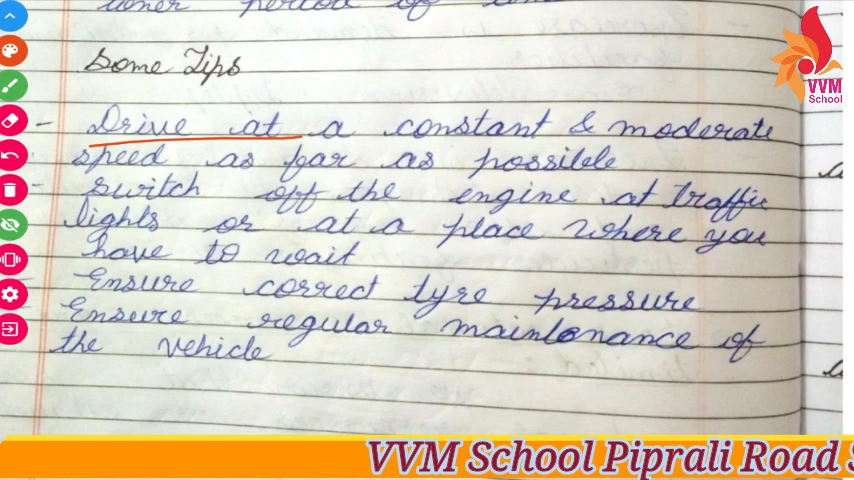 Some Tips
- Drive at a constant & moderate
speed as far as possible
- Switch off the engine at traffic
lights or at a place where you
have to wait
Ensure correct tyre pressure
Ensure regular maintenance of
the vehicle
VVM
School
VVM School Piprali Road S